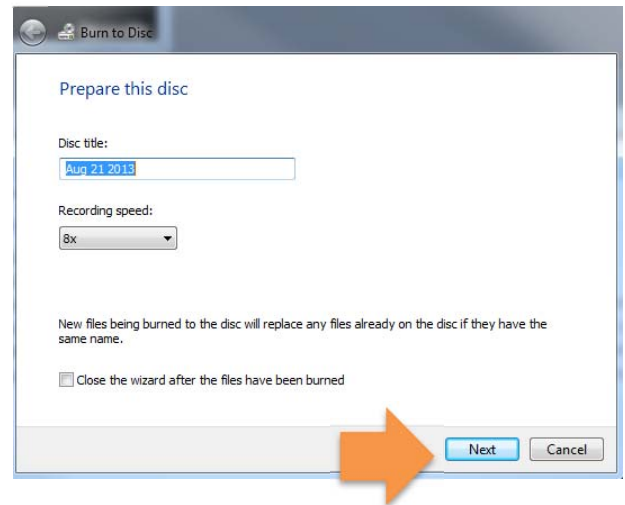 Burn to Disc
Prepare this disc
Disc title:
Aug 21 2013
Recording speed:
8x
New files being burned to the disc will replace any files already on the disc if they have the
same name.
Close the wizard after the files have been burned
Next Cancel